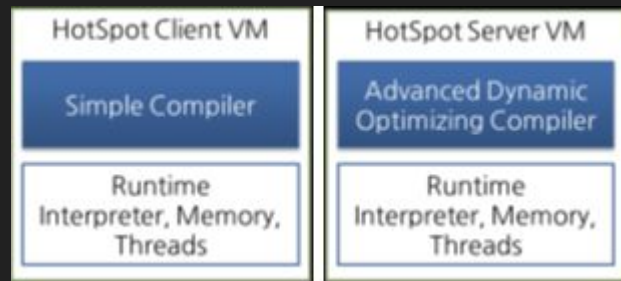 HotSpot Client VM
Simple Compiler
Runtime
Interpreter, Memory,
Threads
HotSpot Server VM
Advanced Dynamic
Optimizing Compiler
Runtime
Interpreter, Memory,
Threads